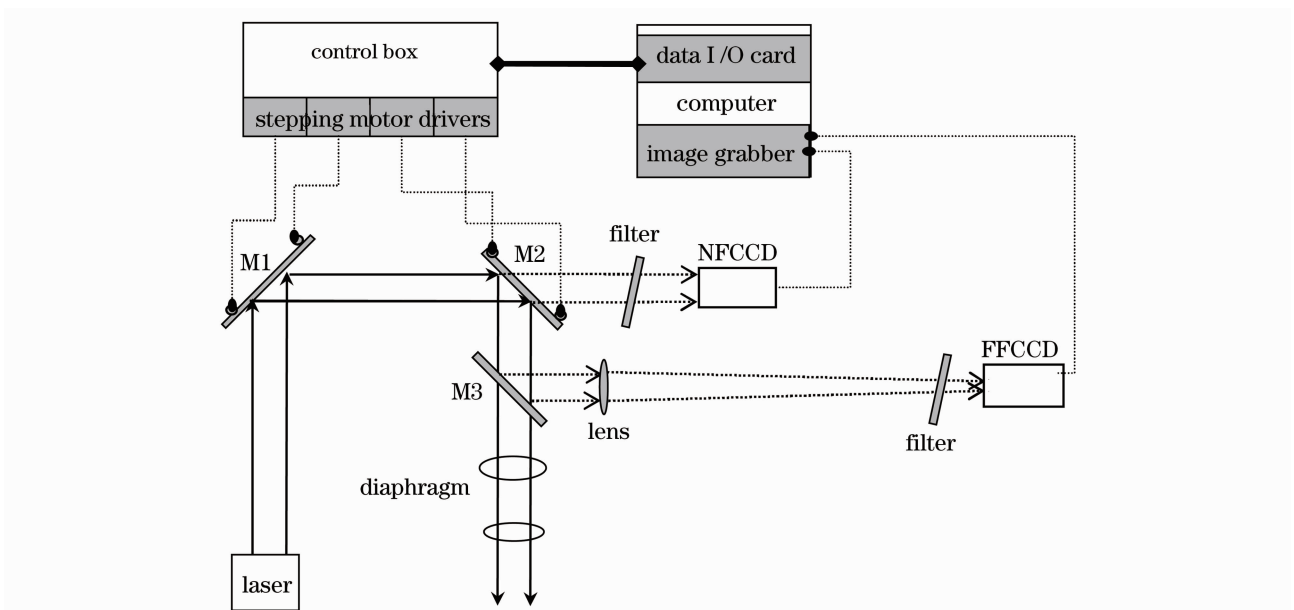 control box
data I /O card
computer
stepping motor drivers
image grabber
filter
M1
M2
NFCCD
FFCCD
M3
lens
filter
diaphragm
laser